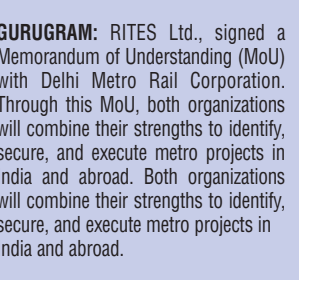 GURUGRAM: RITES Ltd., signed a
Memorandum of Understanding (MoU)
with Delhi Metro Rail Corporation.
Through this MoU, both organizations
will combine their strengths to identify,
secure, and execute metro projects in
India and abroad. Both organizations
will combine their strengths to identify,
secure, and execute metro projects in
India and abroad.